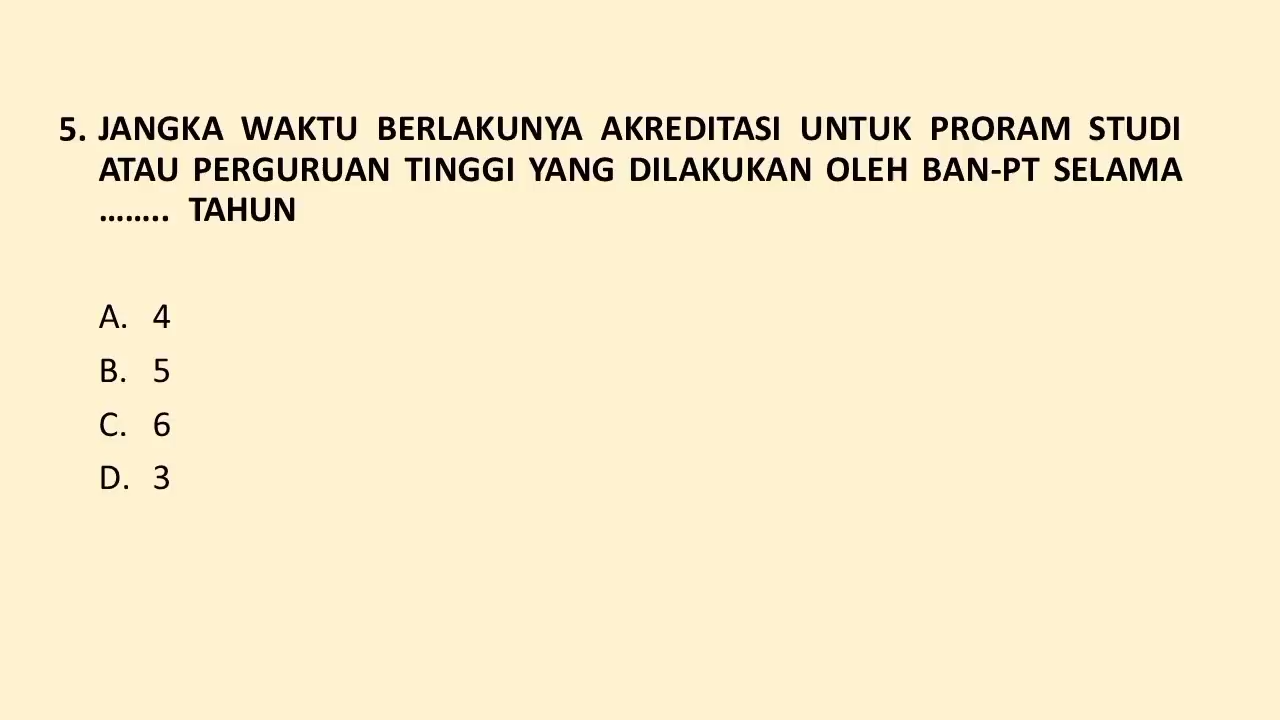 5. JANGKA WAKTU BERLAKUNYA AKREDITASI UNTUK PRORAM STUDI
ATAU PERGURUAN TINGGI YANG DILAKUKAN OLEH BAN-PT SELAMA
........ TAHUN
A. 4
B. 5
C. 6
D. 3